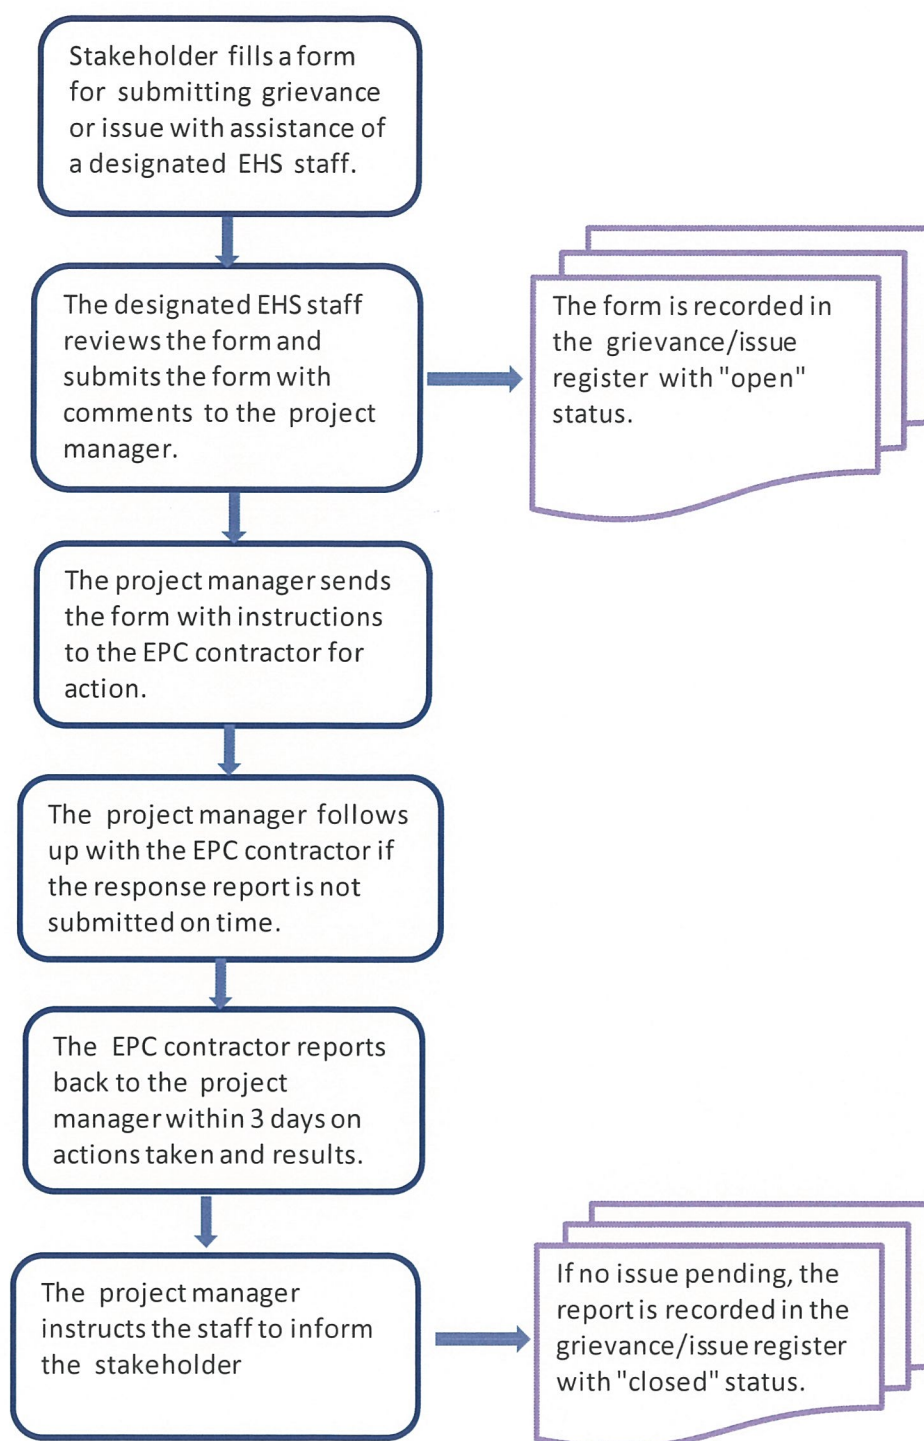 Stakeholder fills a form
for submitting grievance
or issue with assistance of
a designated EHS staff.
The designated EHS staff
reviews the form and
submits the form with
comments to the project
manager.
The form is recorded in
the grievance/issue
register with "open"
status.
The project manager sends
the form with instructions
to the EPC contractor for
action.
The project manager follows
up with the EPC contractor if
the response report is not
submitted on time.
The EPC contractor reports
back to the project
manager within 3 days on
actions taken and results.
The project manager
instructs the staff to inform
the stakeholder
If no issue pending, the
report is recorded in the
grievance/issue register
with "closed" status.